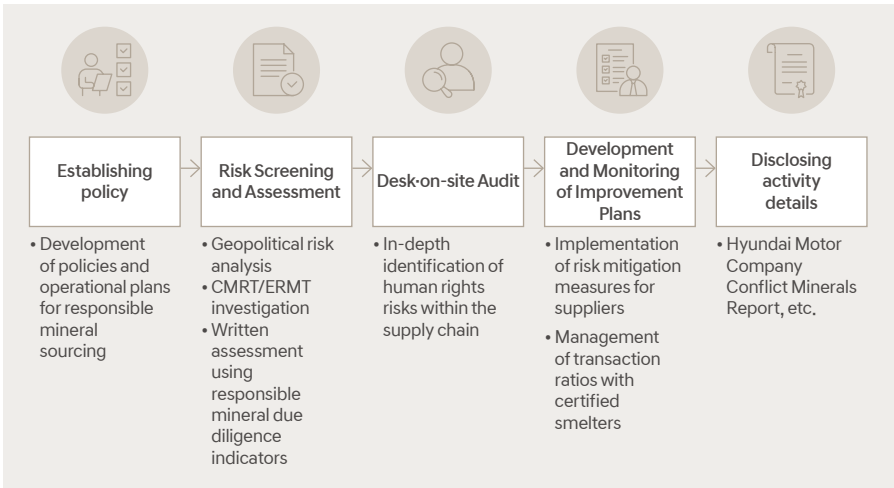 Establishing
policy
Risk Screening
and Assessment
Desk·on-site Audit
Development
and Monitoring
of Improvement
Plans
Disclosing
activity
details
• Development
of policies and
operational plans
for responsible
mineral
sourcing
• Geopolitical risk
analysis
• CMRT/ERMT
investigation
• Written
assessment
using
responsible
mineral due
diligence
indicators
• In-depth
identification of
human rights
risks within the
supply chain
• Implementation
of risk mitigation
measures for
suppliers
• Management
of transaction
ratios with
certified
smelters
• Hyundai Motor
Company
Conflict Minerals
Report, etc.